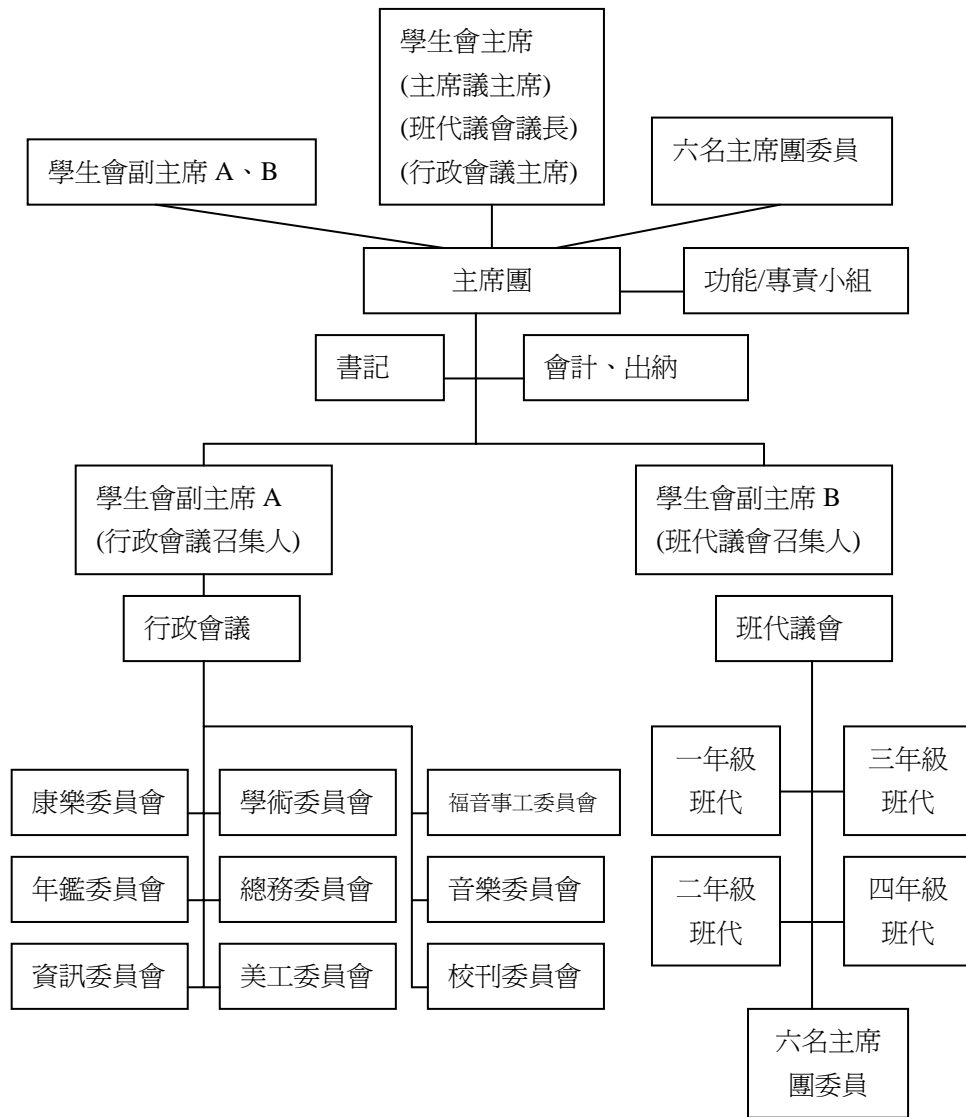 學生會主席
(主席議主席)
(班代議會議長)
(行政會議主席)
學生會副主席 A、B
六名主席團委員
主席團
功能/專責小組
書記
會計、出納
學生會副主席 A
(行政會議召集人)
學生會副主席 B
(班代議會召集人)
行政會議
班代議會
康樂委員會
學術委員會
福音事工委員會
年鑑委員會
總務委員會
音樂委員會
資訊委員會
美工委員會
校刊委員會
一年級
班代
三年級
班代
二年級
班代
四年級
班代
六名主席
團委員